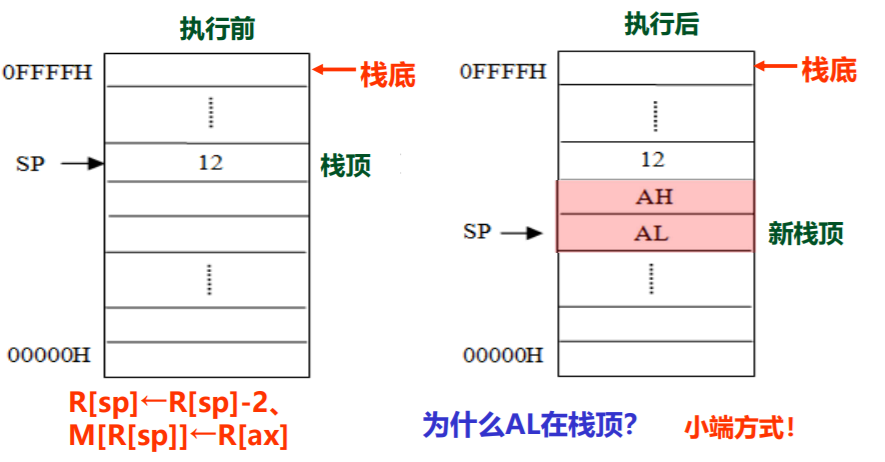 执行前
0FFFFH
栈底
SP
12
栈顶
00000H
R[sp]←R[sp]-2、
M[R[sp]]←R[ax]
执行后
0FFFFH
栈底
12
AH
SP
AL
新栈顶
00000H
为什么AL在栈顶？
小端方式！